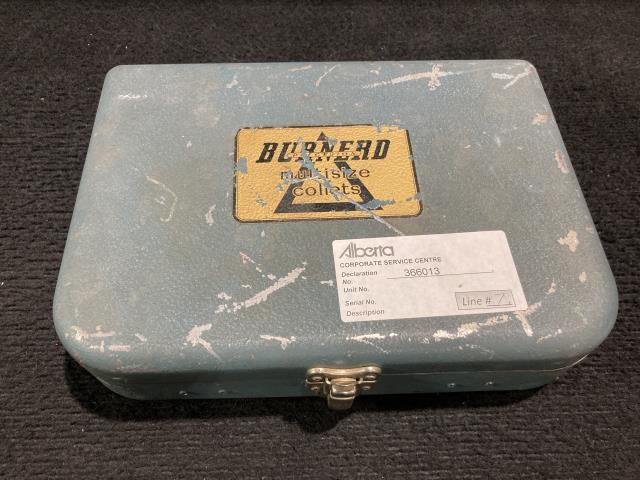 BURNERD
multisize
collets
Alberta
CORPORATE SERVICE CENTRE
Declaration 366013
No.
Unit No.
Serial No.
Line #
Description